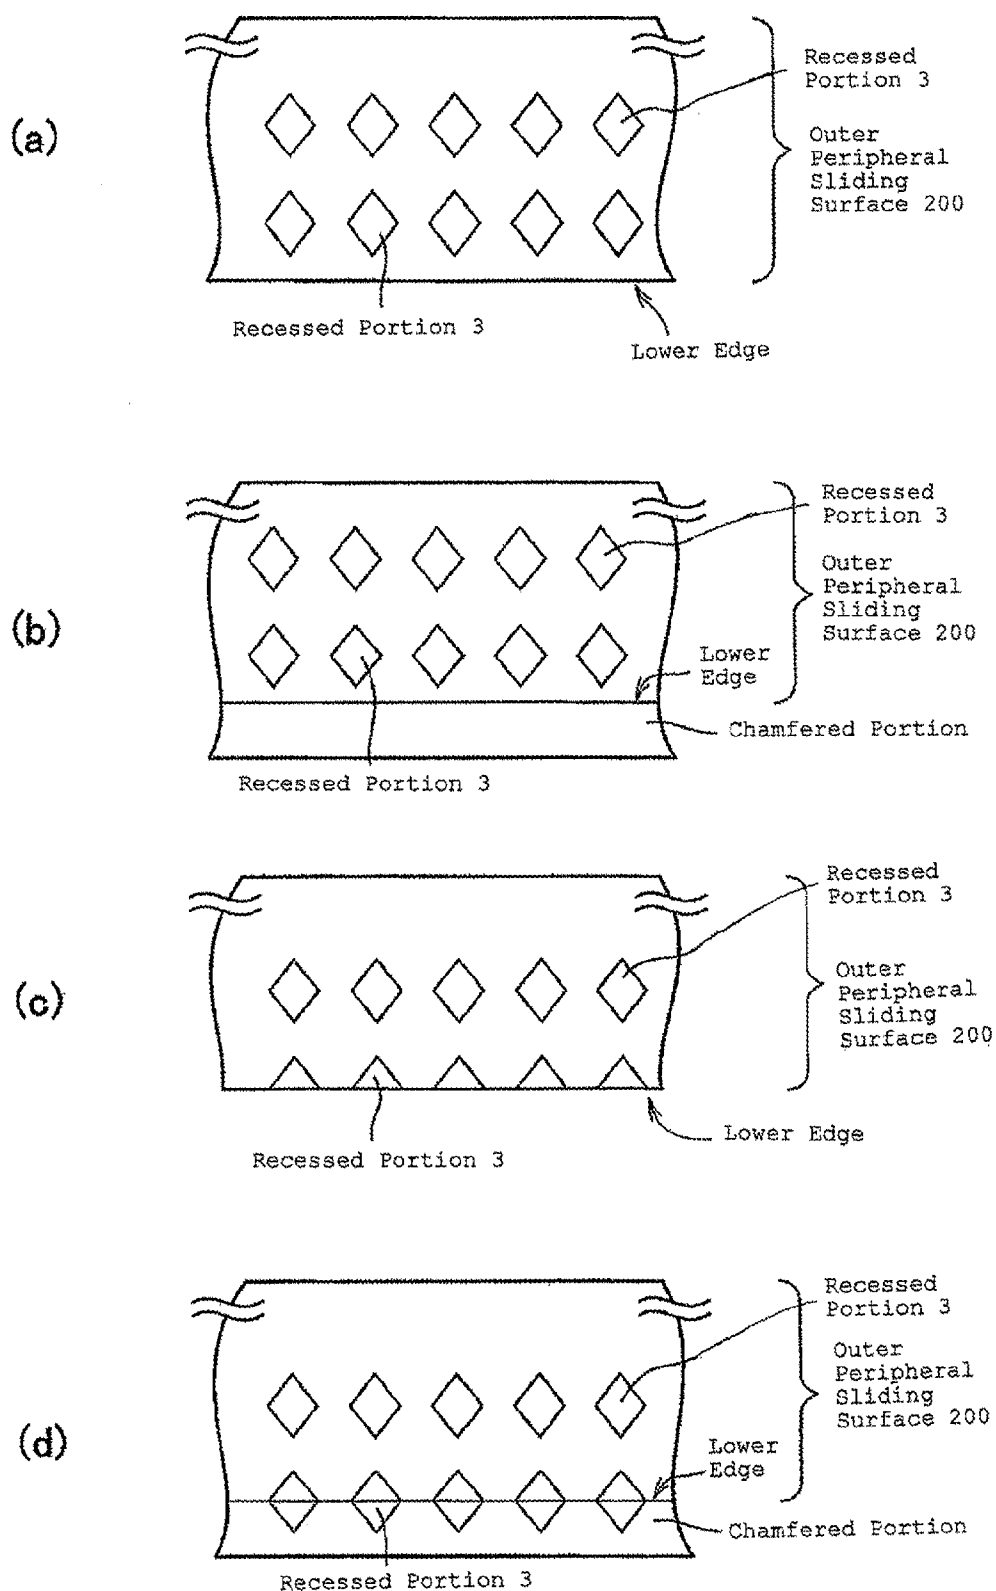 (a)
Recessed
Portion 3
Outer
Peripheral
Sliding
Surface 200
Recessed Portion 3
Lower Edge
(b)
Recessed
Portion 3
Outer
Peripheral
Sliding
Surface 200
Lower
Edge
Chamfered Portion
Recessed Portion 3
(c)
Recessed
Portion 3
Outer
Peripheral
Sliding
Surface 200
Lower Edge
Recessed Portion 3
(d)
Recessed
Portion 3
Outer
Peripheral
Sliding
Surface 200
Lower
Edge
Chamfered Portion
Recessed Portion 3